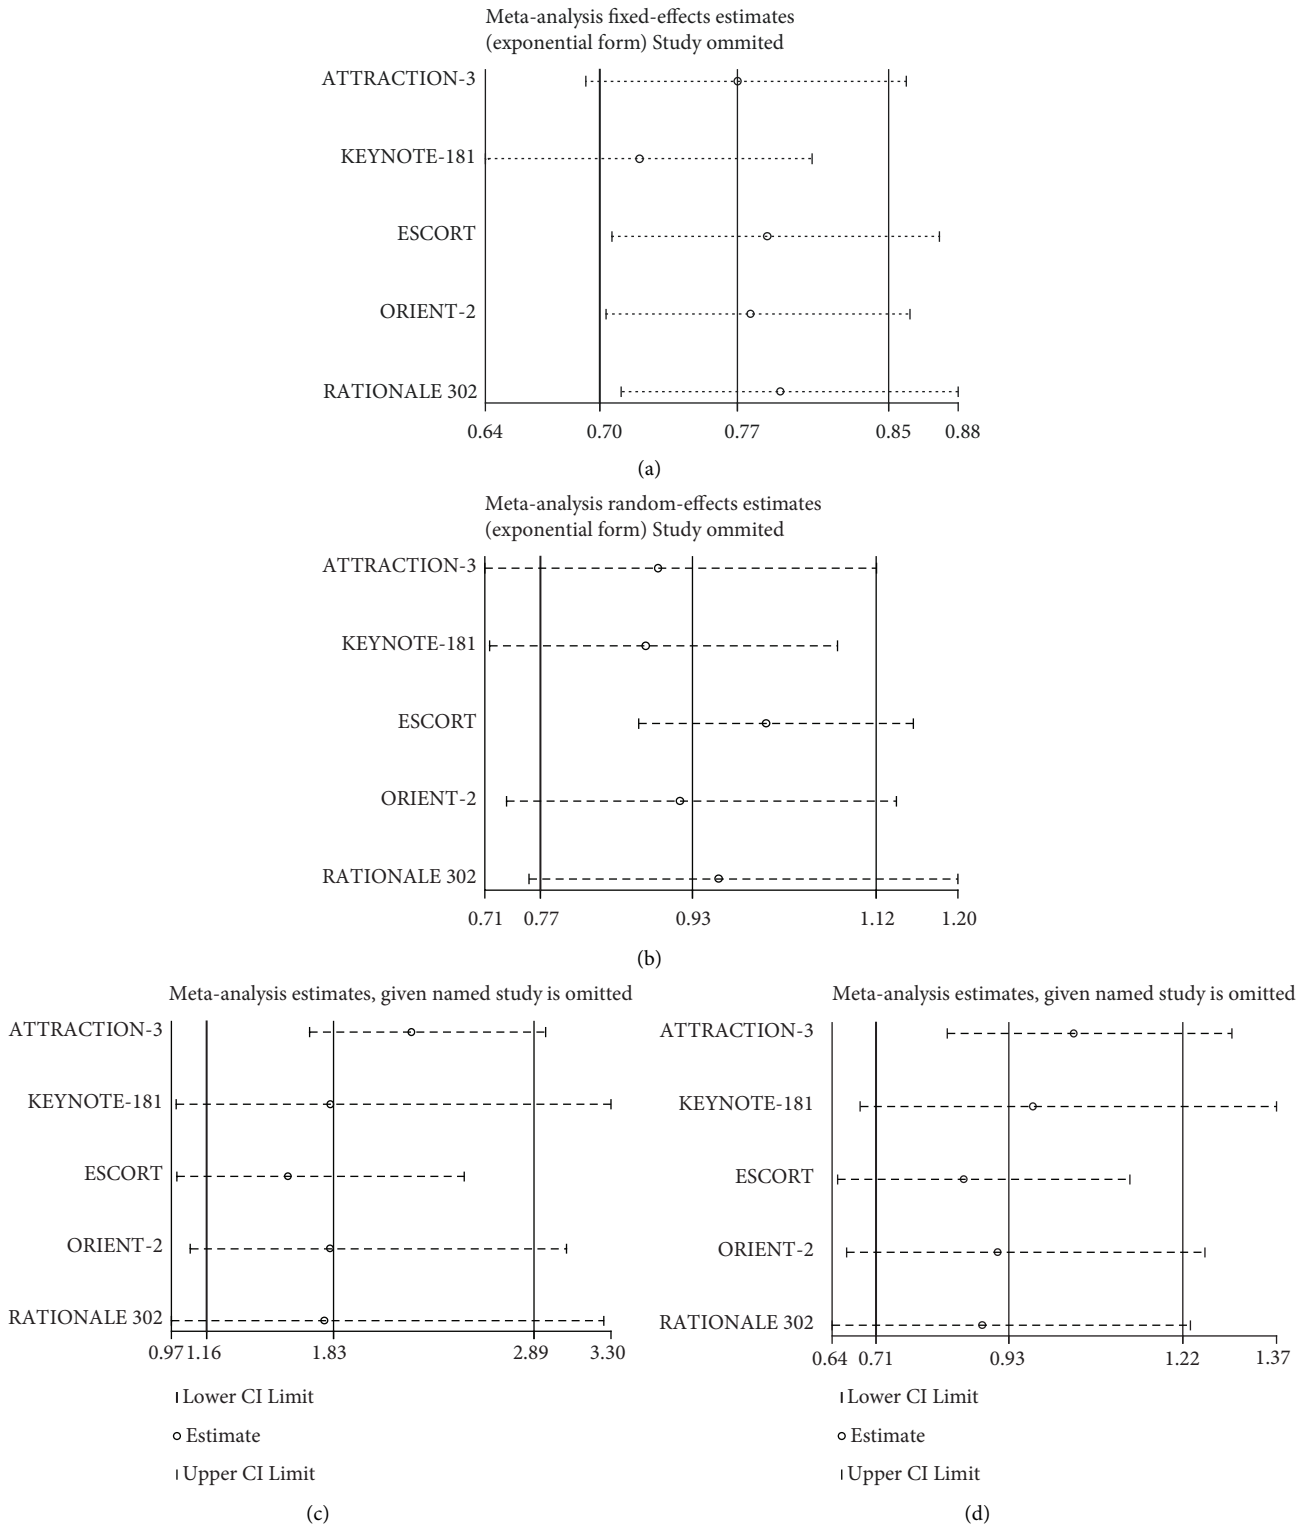 Meta-analysis fixed-effects estimates
(exponential form) Study ommited
ATTRACTION-3
KEYNOTE-181
ESCORT
ORIENT-2
RATIONALE 302
0.64 0.70 0.77 0.85 0.88
(a)
Meta-analysis random-effects estimates
(exponential form) Study ommited
ATTRACTION-3
KEYNOTE-181
ESCORT
ORIENT-2
RATIONALE 302
0.71 0.77 0.93 1.12 1.20
(b)
Meta-analysis estimates, given named study is omitted
ATTRACTION-3
KEYNOTE-181
ESCORT
ORIENT-2
RATIONALE 302
0.97 1.16 1.83 2.89 3.30
Lower CI Limit
Estimate
Upper CI Limit
(c)
Meta-analysis estimates, given named study is omitted
ATTRACTION-3
KEYNOTE-181
ESCORT
ORIENT-2
RATIONALE 302
0.64 0.71 0.93 1.22 1.37
Lower CI Limit
Estimate
Upper CI Limit
(d)